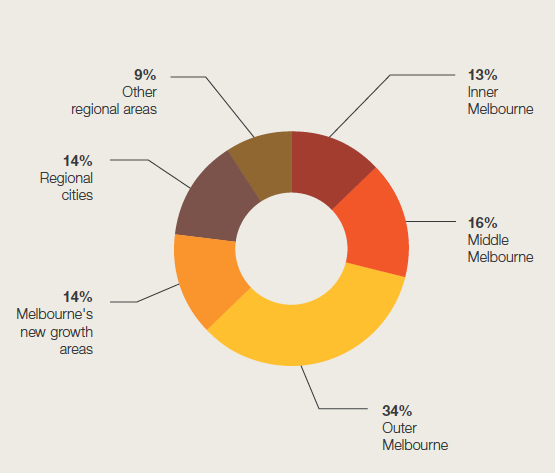 13%
Inner
Melbourne
16%
Middle
Melbourne
34%
Outer
Melbourne
14%
Melbourne's
new growth
areas
14%
Regional
cities
9%
Other
regional areas